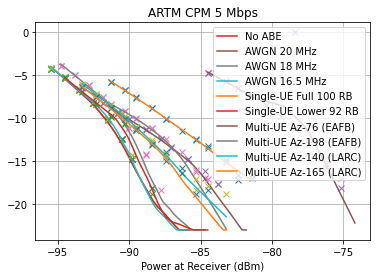 ARTM CPM 5 Mbps
0
−5
−10
−15
−20
No ABE
AWGN 20 MHz
AWGN 18 MHz
AWGN 16.5 MHz
Single-UE Full 100 RB
Single-UE Lower 92 RB
Multi-UE Az-76 (EAFB)
Multi-UE Az-198 (EAFB)
Multi-UE Az-140 (LARC)
Multi-UE Az-165 (LARC)
−95 −90 −85 −80 −75
Power at Receiver (dBm)